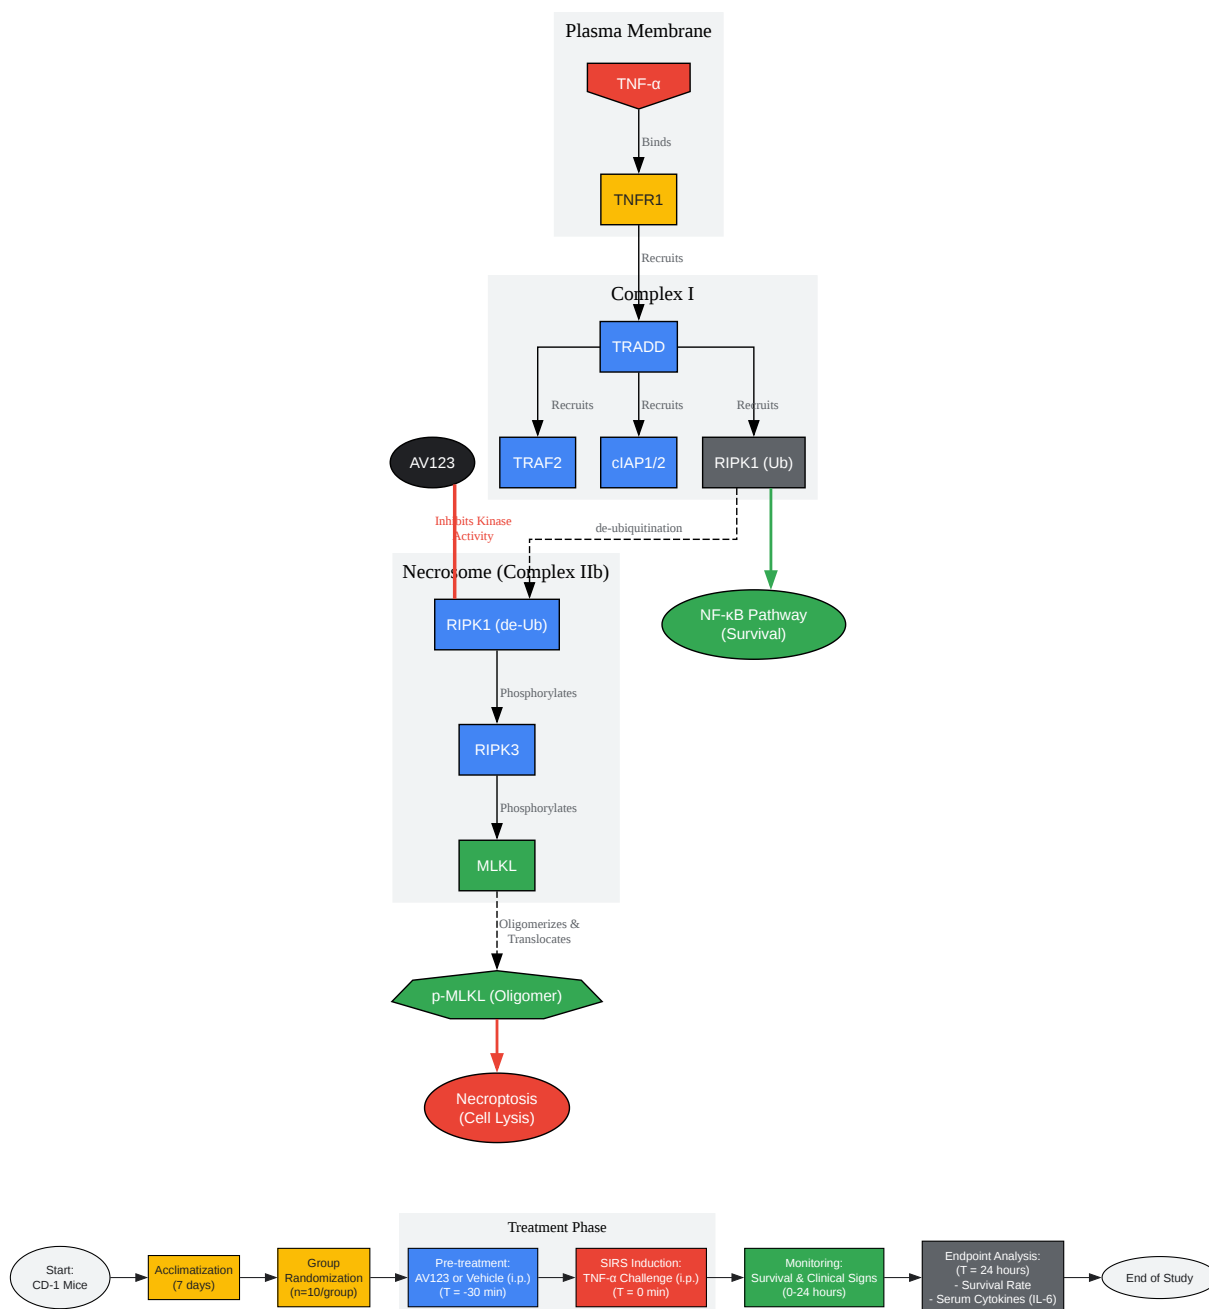 Plasma Membrane
TNF-α
Binds
TNFR1
Recruits
Complex I
TRADD
Recruits
Recruits
Recruits
AV123
TRAF2
cIAP1/2
RIPK1 (Ub)
Inhibits Kinase
Activity
de-ubiquitination
Necrosome (Complex IIb)
RIPK1 (de-Ub)
NF-κB Pathway
(Survival)
Phosphorylates
RIPK3
Phosphorylates
MLKL
Oligomerizes &
Translocates
p-MLKL (Oligomer)
Necroptosis
(Cell Lysis)
Treatment Phase
Start:
CD-1 Mice
Acclimatization
(7 days)
Group
Randomization
(n=10/group)
Pre-treatment:
AV123 or Vehicle (i.p.)
(T = -30 min)
SIRS Induction:
TNF-α Challenge (i.p.)
(T = 0 min)
Monitoring:
Survival & Clinical Signs
(0-24 hours)
Endpoint Analysis:
(T = 24 hours)
- Survival Rate
- Serum Cytokines (IL-6)
End of Study